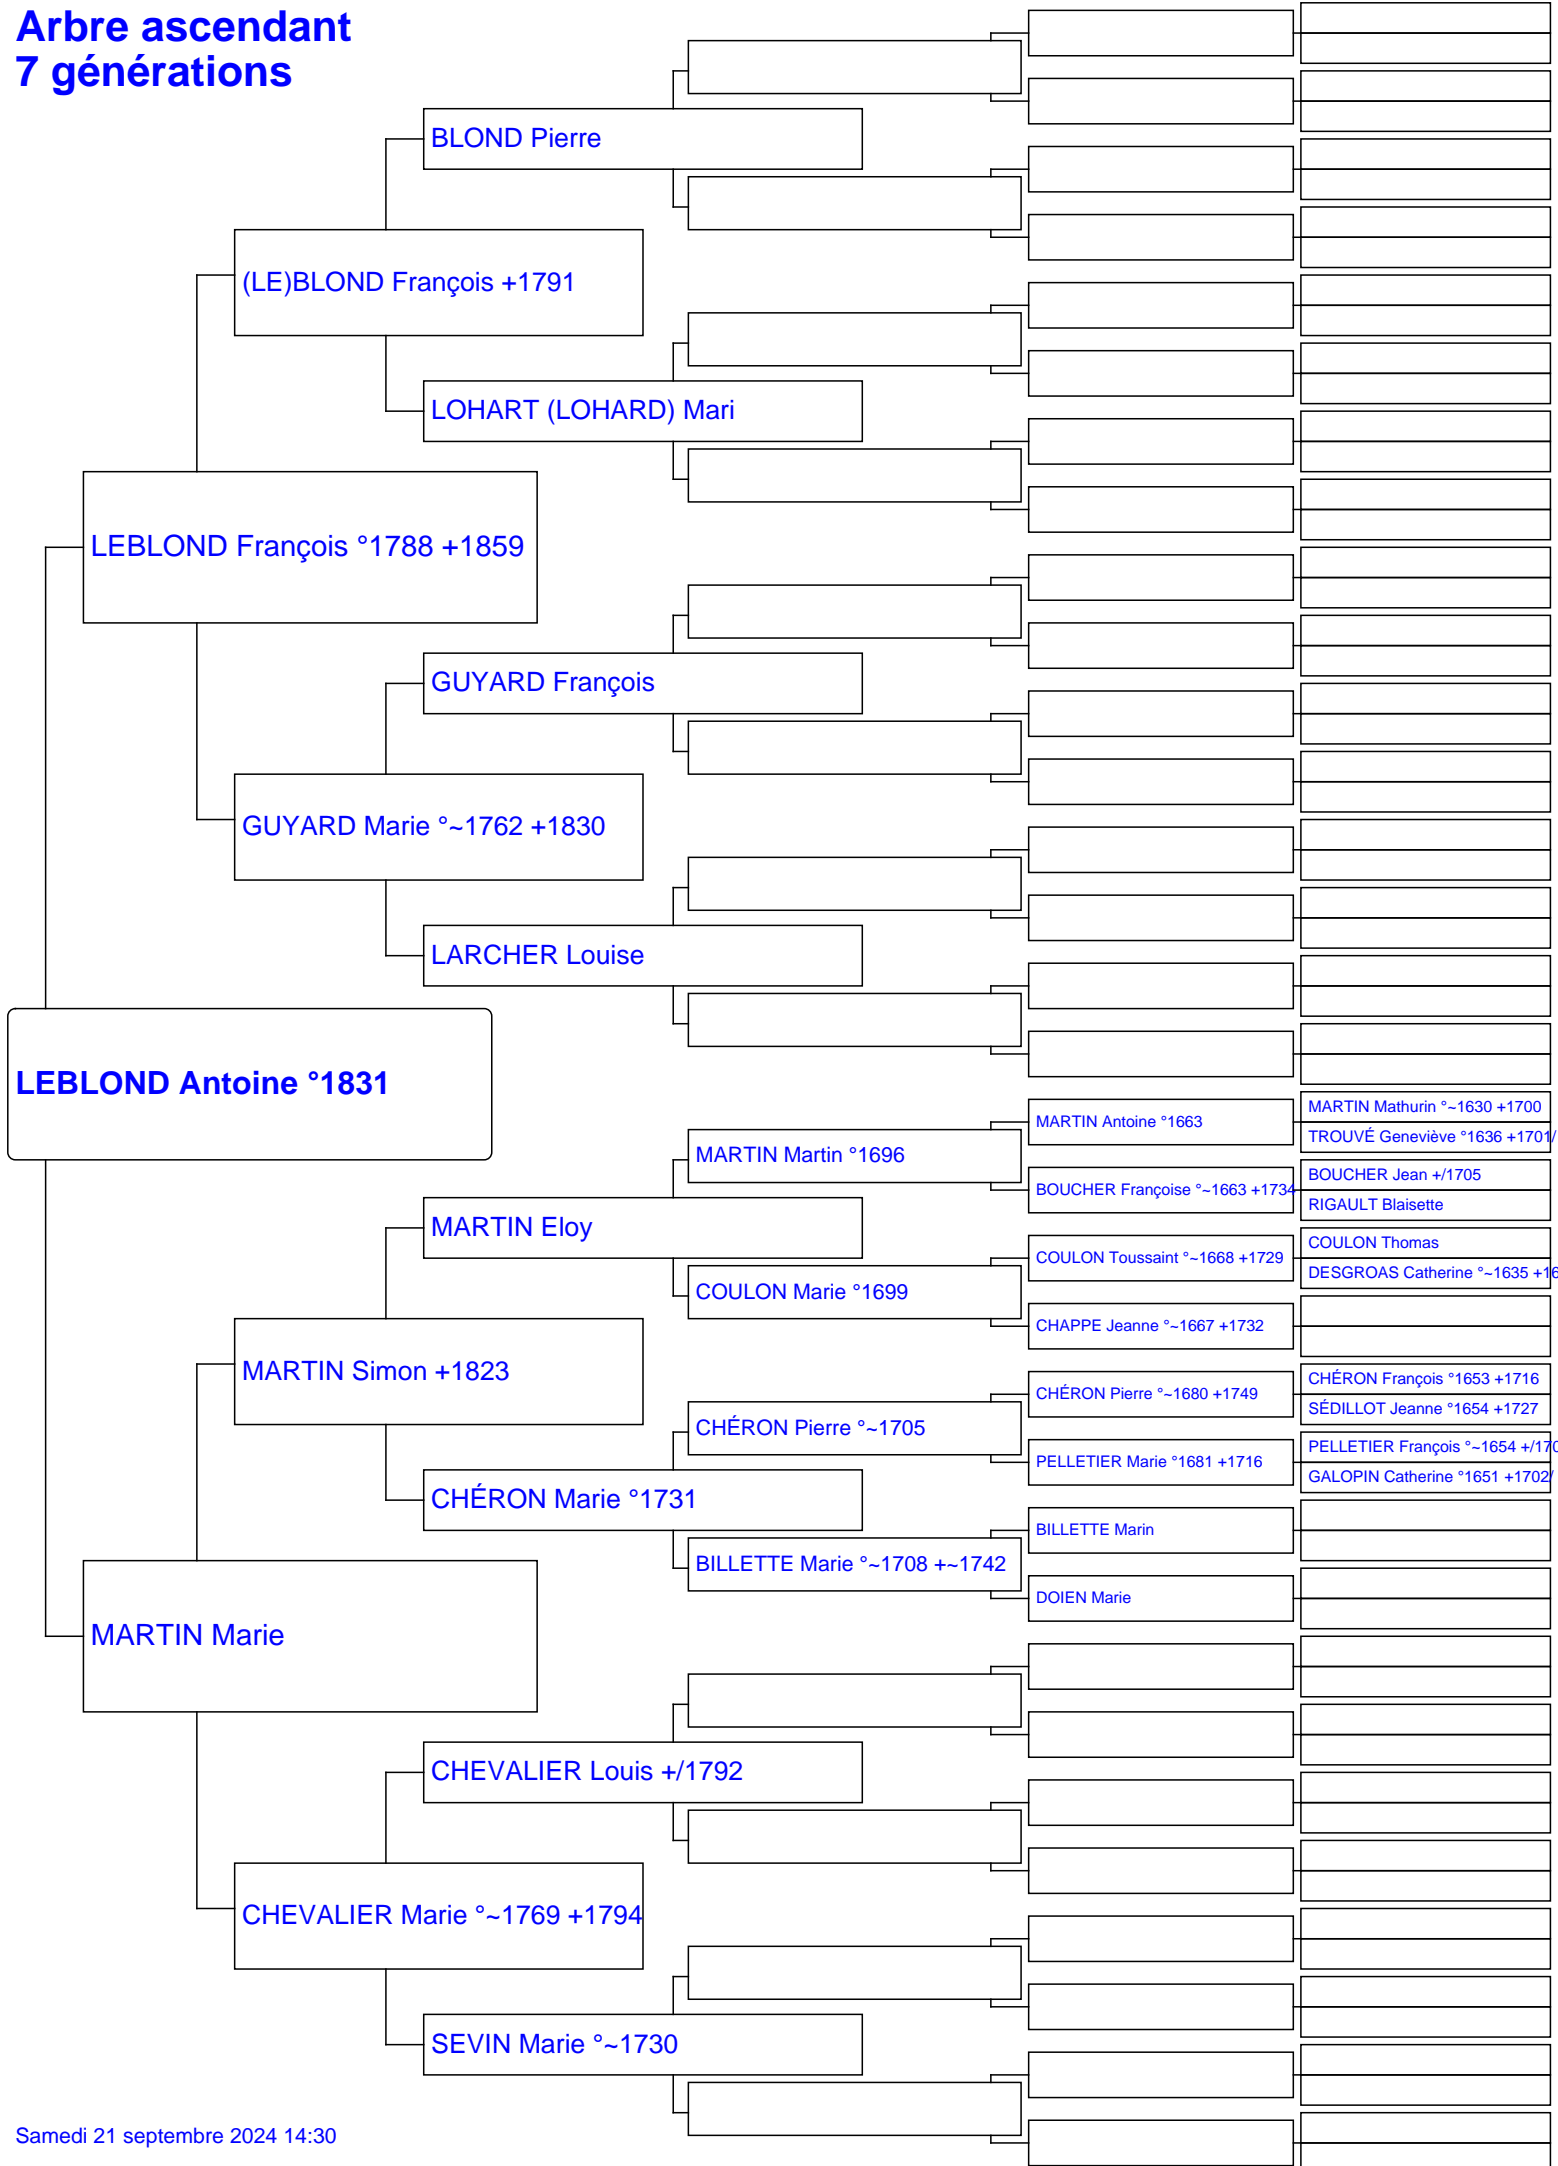 Arbre ascendant
7 générations
BLOND Pierre
(LE)BLOND François +1791
LOHART (LOHARD) Mari
LEBLOND François °1788 +1859
GUYARD François
GUYARD Marie °~1762 +1830
LARCHER Louise
LEBLOND Antoine °1831
MARTIN Mathurin °~1630 +1700
MARTIN Antoine °1663
TROUVÉ Geneviève °1636 +1701/
MARTIN Martin °1696
BOUCHER Jean +/1705
BOUCHER Françoise °~1663 +1734
RIGAULT Blaisette
MARTIN Eloy
COULON Thomas
COULON Toussaint °~1668 +1729
DESGROAS Catherine °~1635 +16
COULON Marie °1699
CHAPPE Jeanne °~1667 +1732
MARTIN Simon +1823
CHÉRON François °1653 +1716
CHÉRON Pierre °~1680 +1749
SÉDILLOT Jeanne °1654 +1727
CHÉRON Pierre °~1705
PELLETIER François °~1654 +/170
PELLETIER Marie °1681 +1716
GALOPIN Catherine °1651 +1702/
CHÉRON Marie °1731
BILLETTE Marin
BILLETTE Marie °~1708 +~1742
DOIEN Marie
MARTIN Marie
CHEVALIER Louis +/1792
CHEVALIER Marie °~1769 +1794
SEVIN Marie °~1730
Samedi 21 septembre 2024 14:30